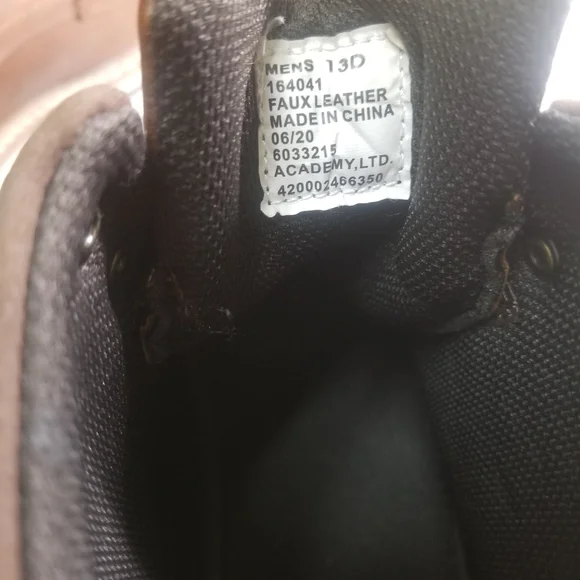 MENS 13D
164041
FAUX LEATHER
MADE IN CHINA
06/20
6033215
ACADEMY, LTD.
420002466350